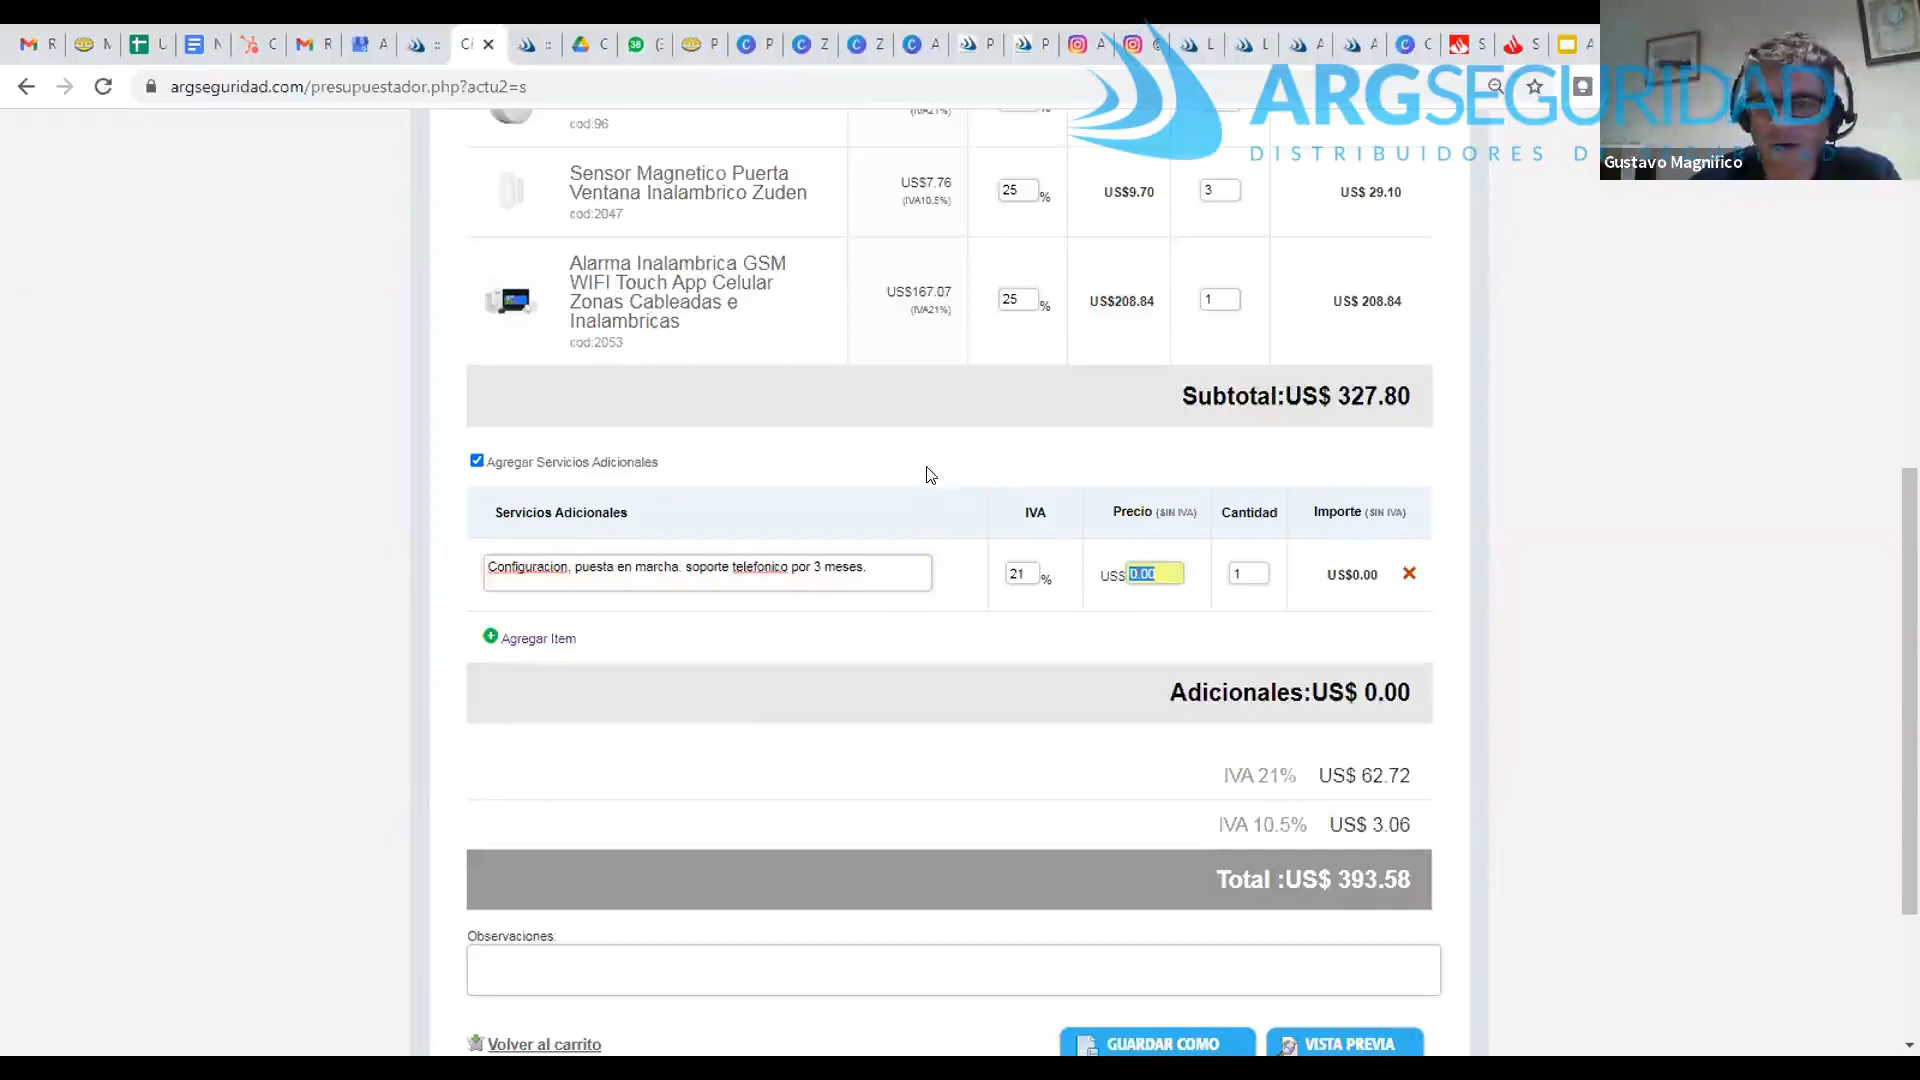 argseguridad.com/presupuestador.php?actu2=s
ARGSEGURIDAD
Gustavo Magnífico
cod:96
(IVA21%)
Sensor Magnetico Puerta
Ventana Inalambrico Zuden
cod:2047
US$7.76
(IVA10.5%)
25 %
US$9.70
3
US$ 29.10
Alarma Inalambrica GSM
WIFI Touch App Celular
Zonas Cableadas e
Inalambricas
cod:2053
US$167.07
(IVA21%)
25 %
US$208.84
1
US$ 208.84
Subtotal:US$ 327.80
Agregar Servicios Adicionales
Servicios Adicionales IVA Precio (SIN IVA) Cantidad Importe (SIN IVA)
Configuracion, puesta en marcha. soporte telefonico por 3 meses. 21 % US$ 0.00 1 US$0.00
Agregar Item
Adicionales:US$ 0.00
IVA 21% US$ 62.72
IVA 10.5% US$ 3.06
Total :US$ 393.58
Observaciones:
Volver al carrito GUARDAR COMO VISTA PREVIA